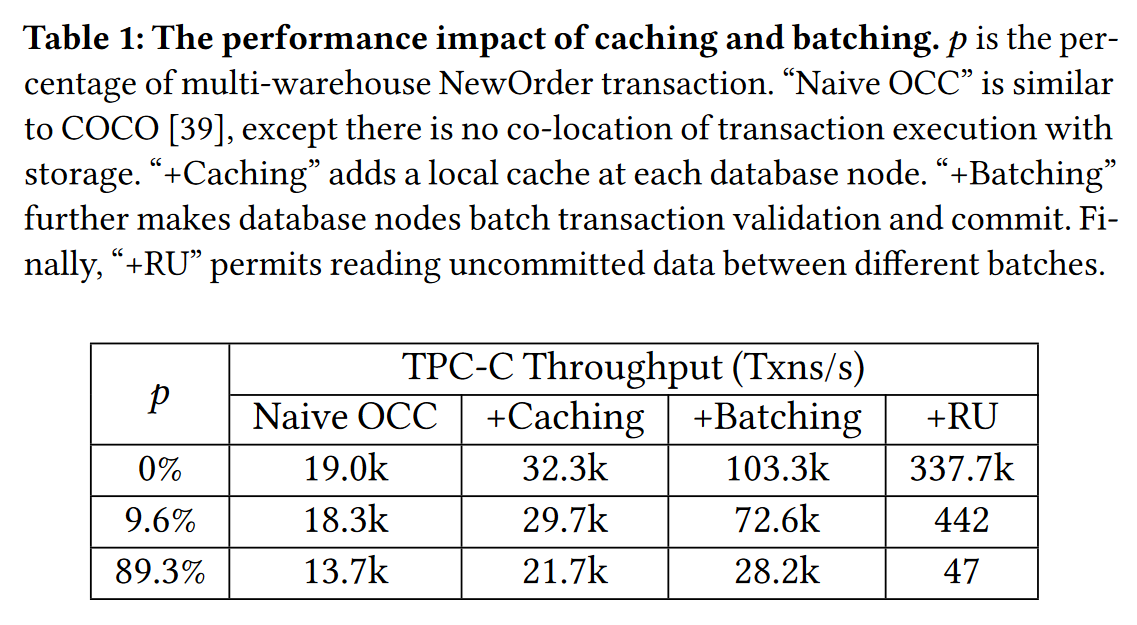 Table 1: The performance impact of caching and batching. p is the per-
centage of multi-warehouse NewOrder transaction. “Naive OCC” is similar
to COCO [39], except there is no co-location of transaction execution with
storage. “+Caching” adds a local cache at each database node. “+Batching”
further makes database nodes batch transaction validation and commit. Fi-
nally, “+RU” permits reading uncommitted data between different batches.
p TPC-C Throughput (Txns/s)
Naive OCC +Caching +Batching +RU
0% 19.0k 32.3k 103.3k 337.7k
9.6% 18.3k 29.7k 72.6k 442
89.3% 13.7k 21.7k 28.2k 47